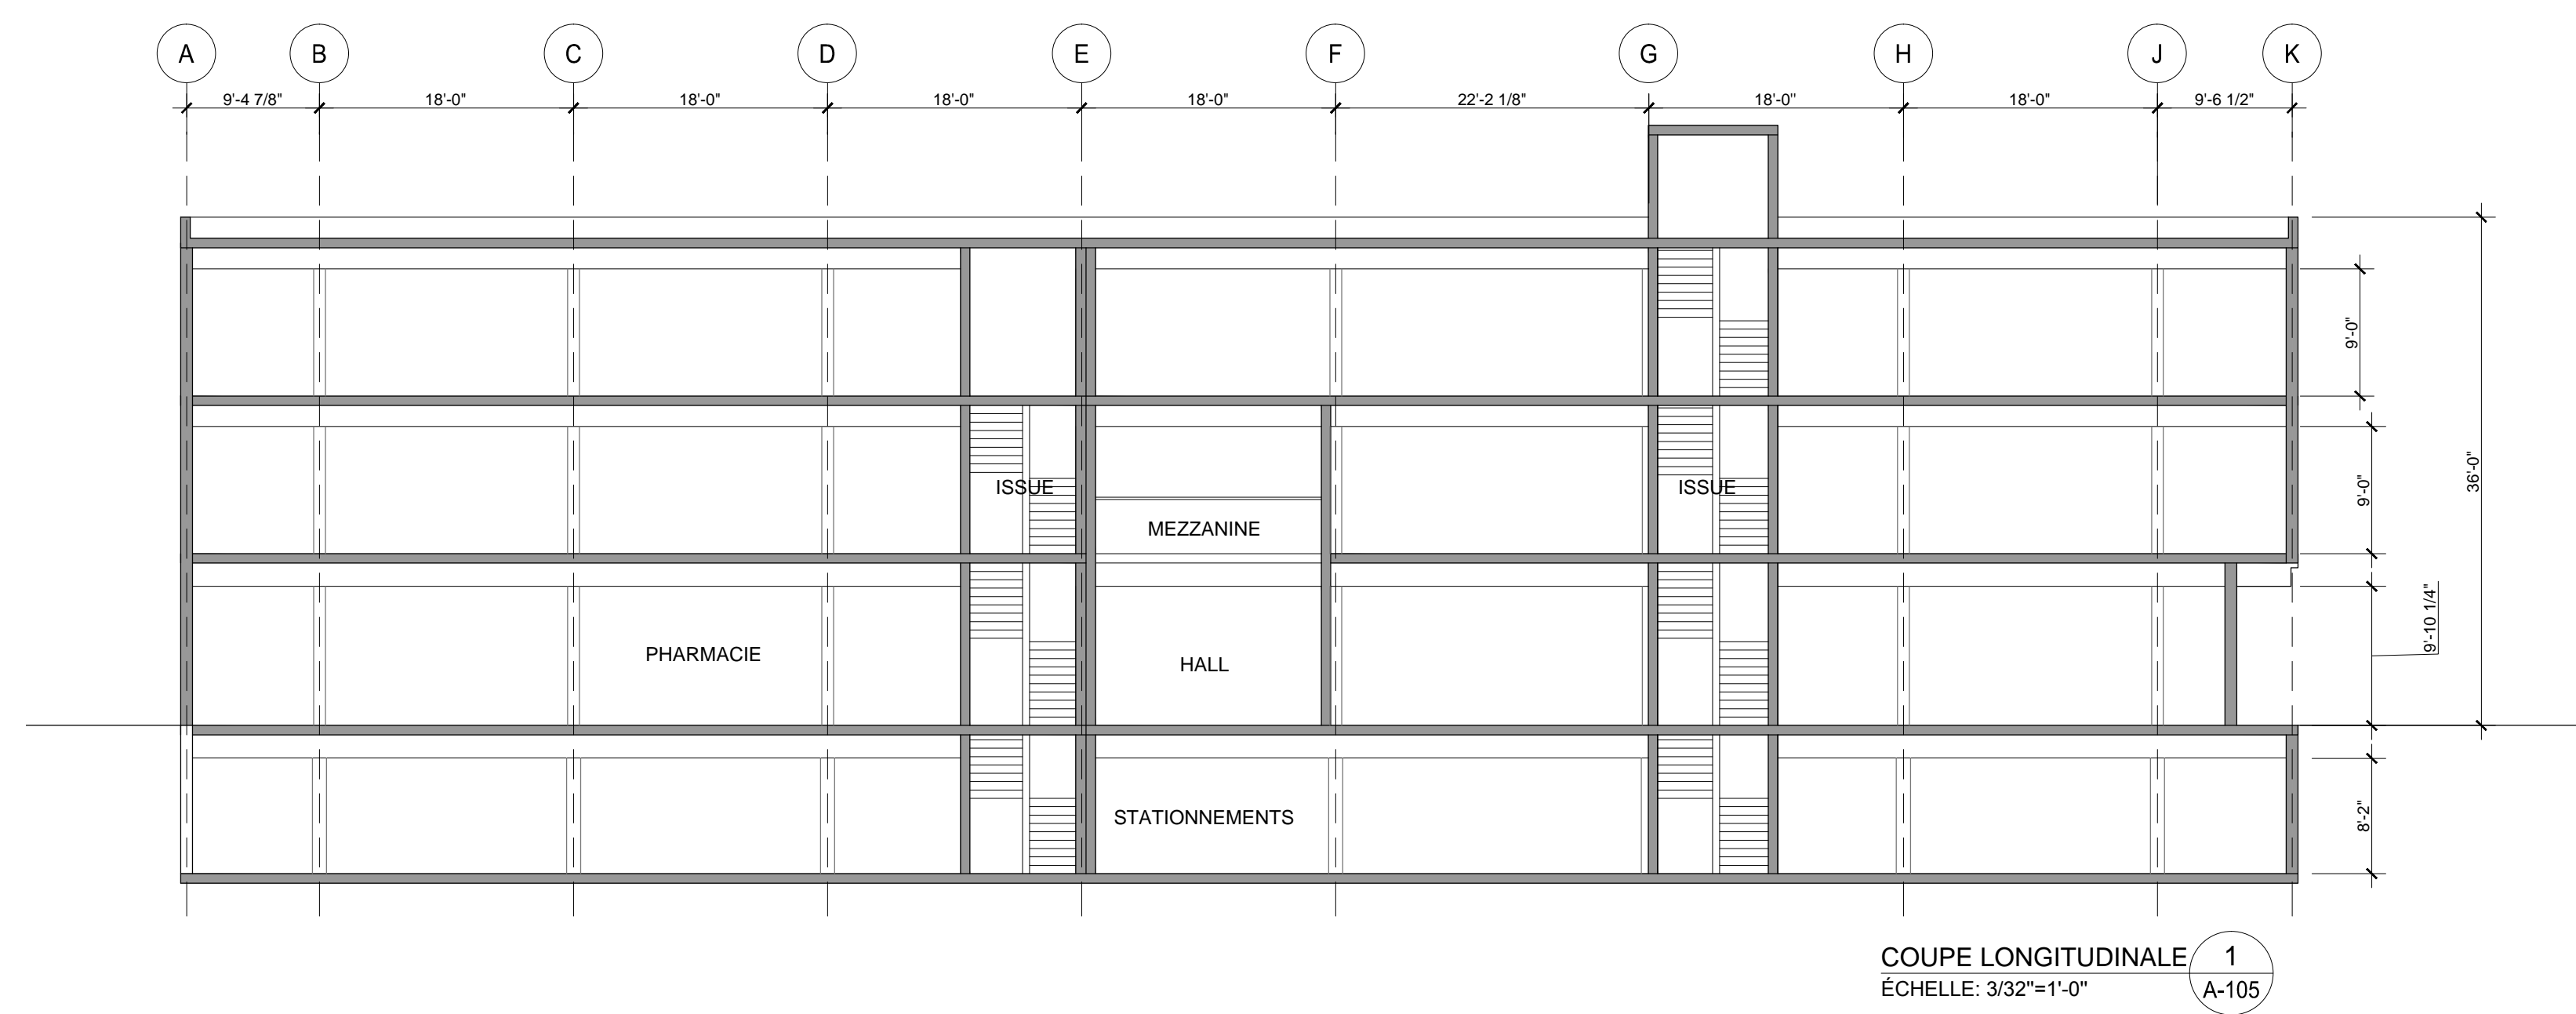 A B C D E F G H J K
9'-4 7/8" 18'-0" 18'-0" 18'-0" 18'-0" 22'-2 1/8" 18'-0" 18'-0" 9'-6 1/2"
9'-0"
36'-0"
9'-0"
ISSUE ISSUE
MEZZANINE
9'-10 1/4"
PHARMACIE
HALL
STATIONNEMENTS
8'-2"
COUPE LONGITUDINALE 1
ÉCHELLE: 3/32"=1'-0" A-105